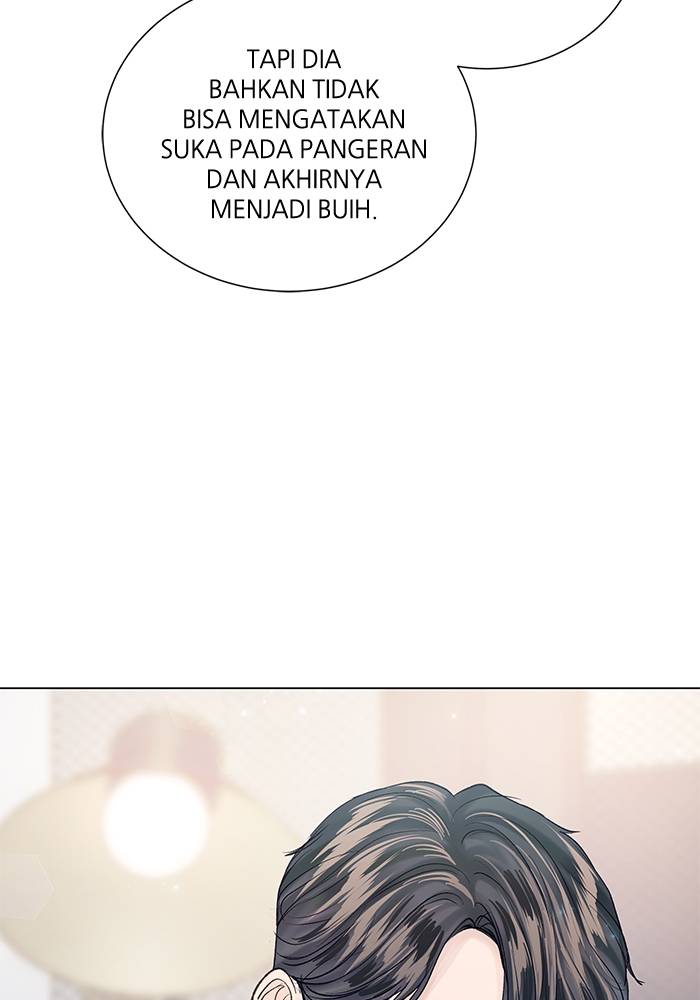 TAPI DIA
BAHKAN TIDAK
BISA MENGATAKAN
SUKA PADA PANGERAN
DAN AKHIRNYA
MENJADI BUIH.